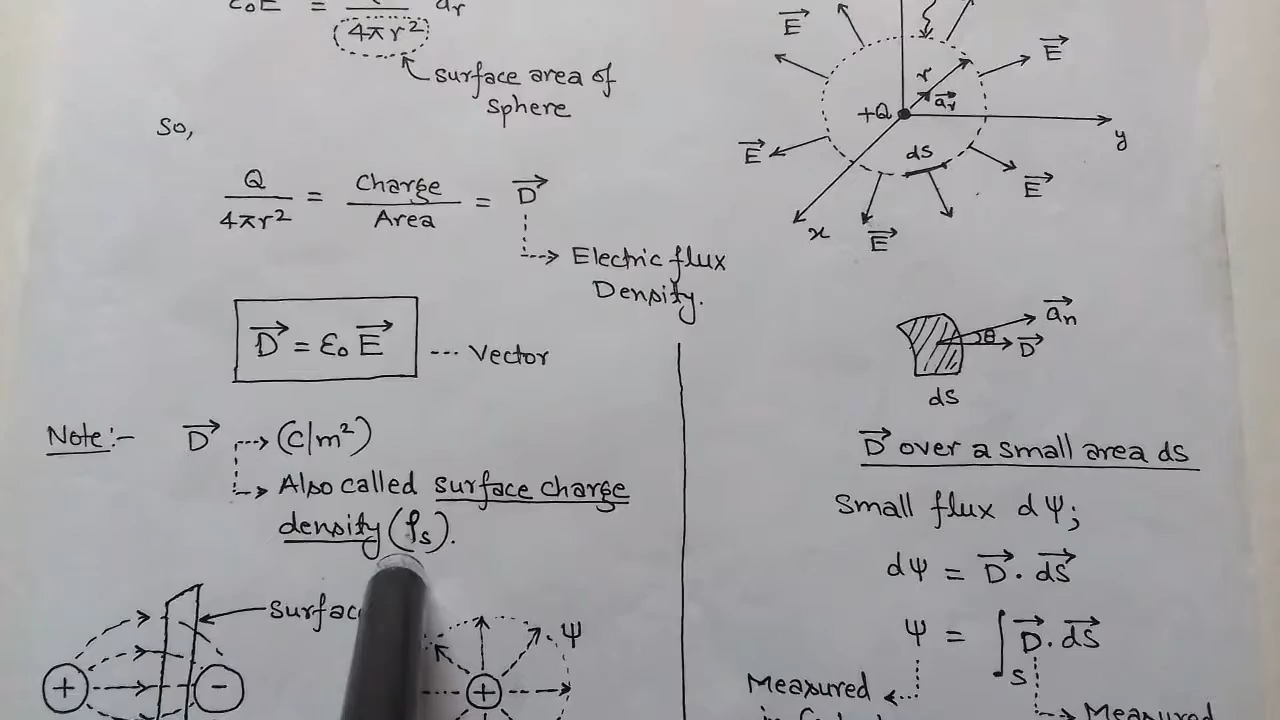 ε₀E = ar
4πr²
surface area of
sphere
So,
Q/4πr² = Charge/Area = D⃗
Electric flux
Density.
D⃗ = ε₀ E⃗ --- Vector
Note:- D⃗ --> (C/m²)
Also called surface charge
density (ρs).
surfac
+ -
+ ψ
E⃗
E⃗
r
a⃗r
+Q
y
E⃗
ds
E⃗
x
E⃗
a⃗n
θ
D⃗
ds
D⃗ over a small area ds
Small flux dψ;
dψ = D⃗ . ds⃗
ψ = ∫s D⃗ . ds⃗
Measured
Measured